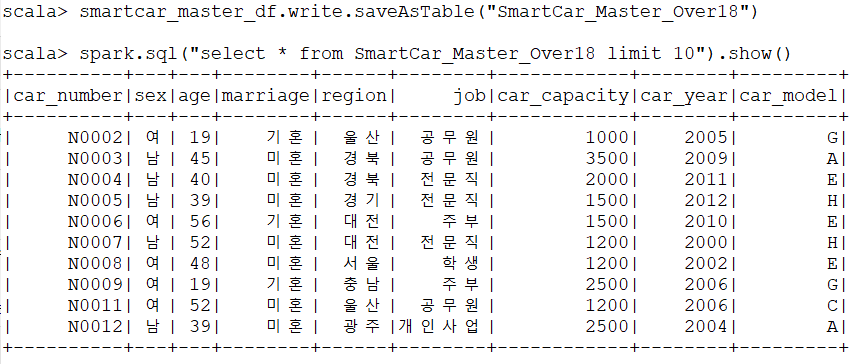 scala> smartcar_master_df.write.saveAsTable("SmartCar_Master_Over18")
scala> spark.sql("select * from SmartCar_Master_Over18 limit 10").show()
+----------+---+---+--------+------+--------+------------+--------+---------+
|car_number|sex|age|marriage|region|     job|car_capacity|car_year|car_model|
+----------+---+---+--------+------+--------+------------+--------+---------+
|     N0002| 여| 19|    기혼|  울산|  공무원|        1000|    2005|        G|
|     N0003| 남| 45|    미혼|  경북|  공무원|        3500|    2009|        A|
|     N0004| 남| 40|    미혼|  경북|  전문직|        2000|    2011|        E|
|     N0005| 남| 39|    미혼|  경기|  전문직|        1500|    2012|        H|
|     N0006| 여| 56|    기혼|  대전|    주부|        1500|    2010|        E|
|     N0007| 남| 52|    미혼|  대전|  전문직|        1200|    2000|        H|
|     N0008| 여| 48|    미혼|  서울|    학생|        1200|    2002|        E|
|     N0009| 여| 19|    기혼|  충남|    주부|        2500|    2006|        G|
|     N0011| 여| 52|    미혼|  울산|  공무원|        1200|    2006|        C|
|     N0012| 남| 39|    미혼|  광주|개인사업|        2500|    2004|        A|
+----------+---+---+--------+------+--------+------------+--------+---------+